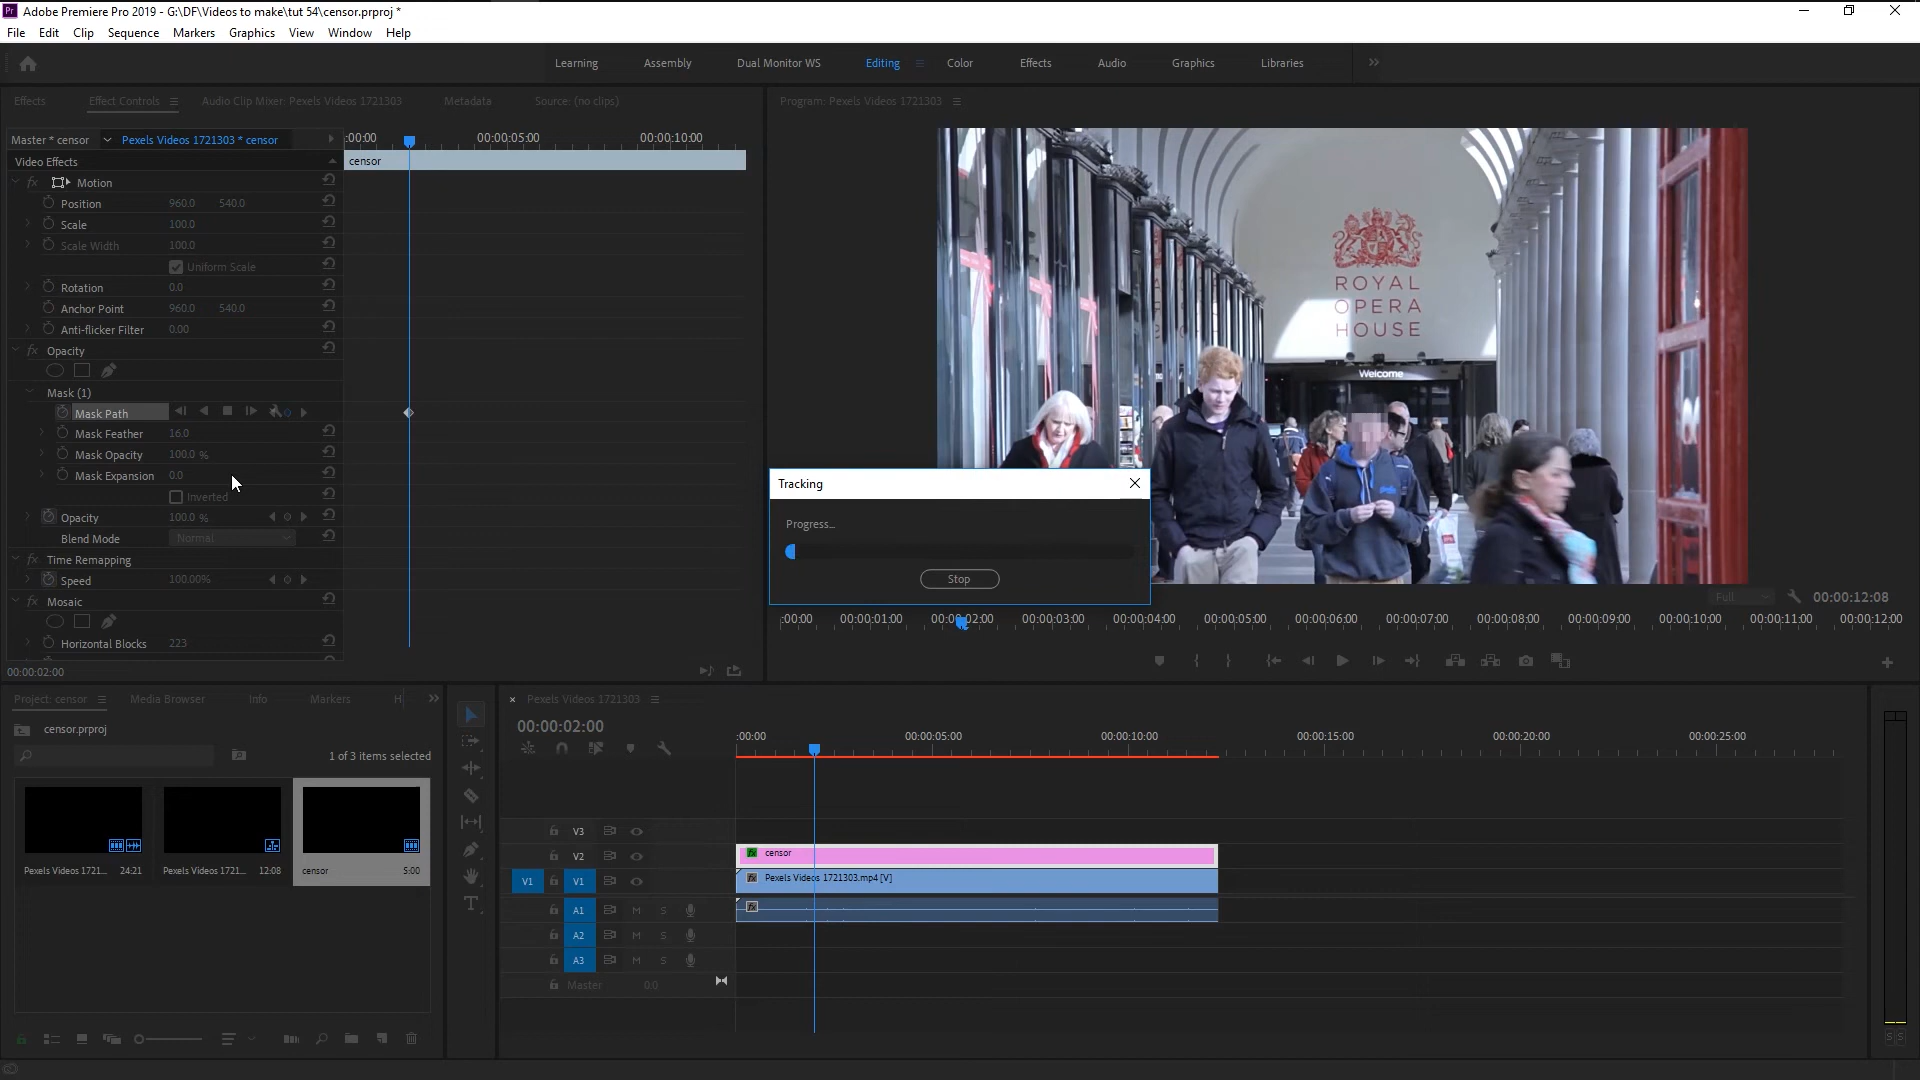 Adobe Premiere Pro 2019 - G:\DF\Videos to make\tut 54\censor.prproj *
File Edit Clip Sequence Markers Graphics View Window Help
Learning Assembly Dual Monitor WS Editing Color Effects Audio Graphics Libraries
Effects Effect Controls Audio Clip Mixer: Pexels Videos 1721303 Metadata Source: (no clips)
Program: Pexels Videos 1721303
Master * censor Pexels Videos 1721303 * censor
:00:00 00:00:05:00 00:00:10:00
Video Effects
censor
fx Motion
Position 960.0 540.0
Scale 100.0
Scale Width 100.0
Uniform Scale
Rotation 0.0
Anchor Point 960.0 540.0
Anti-flicker Filter 0.00
fx Opacity
Mask (1)
Mask Path
Mask Feather 16.0
Mask Opacity 100.0 %
Mask Expansion 0.0
Inverted
Opacity 100.0 %
Blend Mode Normal
fx Time Remapping
Speed 100.00%
fx Mosaic
Horizontal Blocks 223
00:00:02:00
ROYAL
OPERA
HOUSE
Welcome
Tracking
Progress...
Stop
Full 00:00:12:08
:00:00 00:00:01:00 00:00:02:00 00:00:03:00 00:00:04:00 00:00:05:00 00:00:06:00 00:00:07:00 00:00:08:00 00:00:09:00 00:00:10:00 00:00:11:00 00:00:12:00
Project: censor Media Browser Info Markers H
censor.prproj
1 of 3 items selected
Pexels Videos 1721... 24:21
Pexels Videos 1721... 12:08
censor 5:00
Pexels Videos 1721303
00:00:02:00
:00:00 00:00:05:00 00:00:10:00 00:00:15:00 00:00:20:00 00:00:25:00
V3
V2
fx censor
V1 V1
fx Pexels Videos 1721303.mp4 [V]
A1 M S
fx
A2 M S
A3 M S
Master 0.0
S S